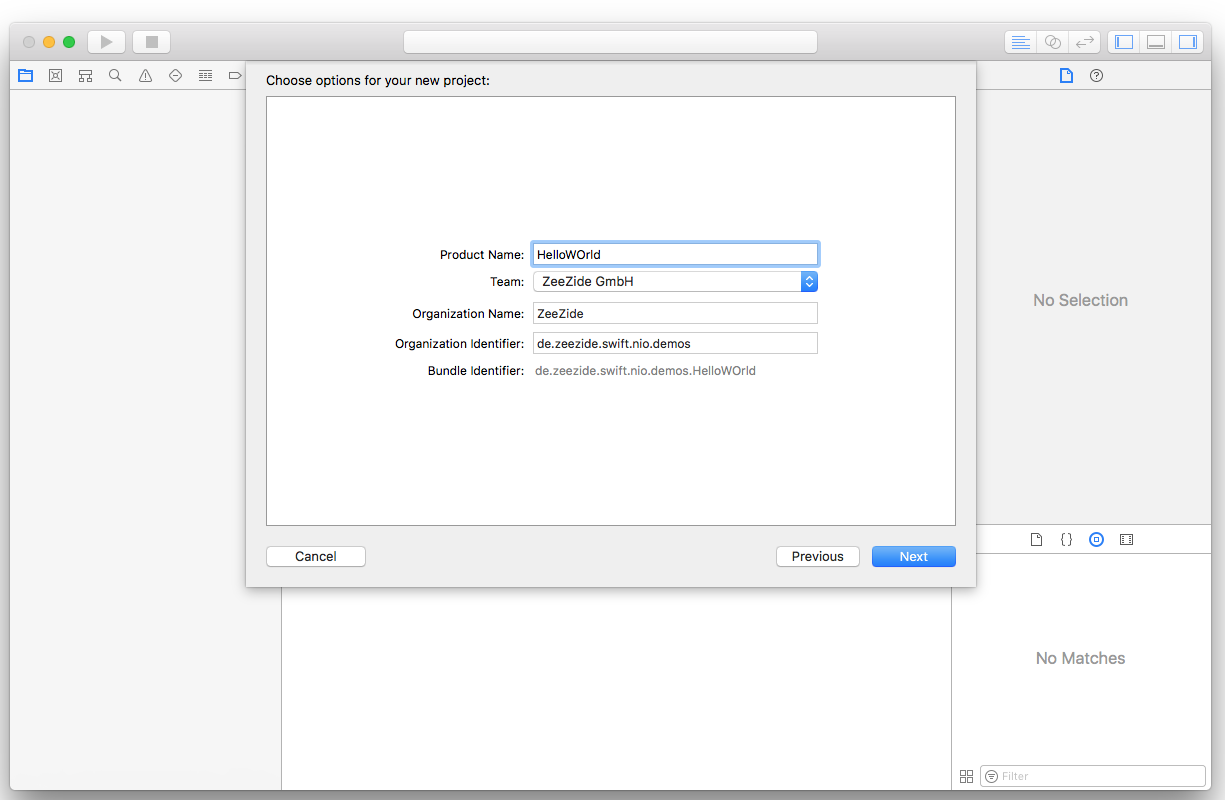 Choose options for your new project:
Product Name: HelloWOrld
Team: ZeeZide GmbH
Organization Name: ZeeZide
Organization Identifier: de.zeezide.swift.nio.demos
Bundle Identifier: de.zeezide.swift.nio.demos.HelloWOrld
No Selection
Cancel
Previous
Next
No Matches
Filter